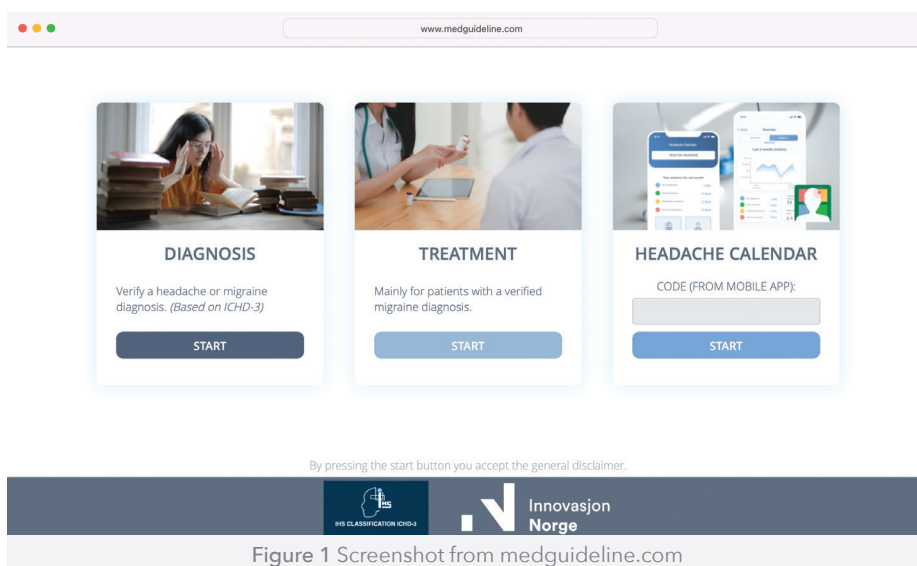 www.medguideline.com
DIAGNOSIS
Verify a headache or migraine
diagnosis. (Based on ICHD-3)
START
TREATMENT
Mainly for patients with a verified
migraine diagnosis.
START
HEADACHE CALENDAR
CODE (FROM MOBILE APP):
START
By pressing the start button you accept the general disclaimer.
IHS
IHS CLASSIFICATION ICHD-3
Innovasjon
Norge
Figure 1 Screenshot from medguideline.com